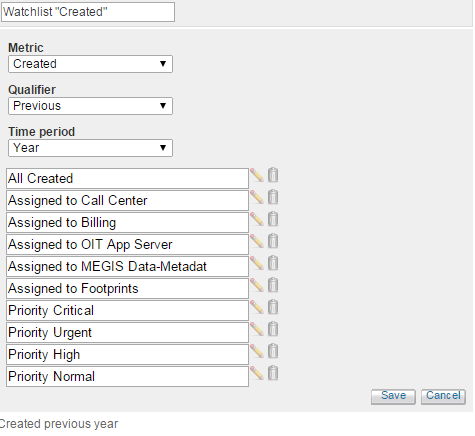 Watchlist "Created"
Metric
Created
Qualifier
Previous
Time period
Year
All Created
Assigned to Call Center
Assigned to Billing
Assigned to OIT App Server
Assigned to MEGIS Data-Metadat
Assigned to Footprints
Priority Critical
Priority Urgent
Priority High
Priority Normal
Save Cancel
Created previous year